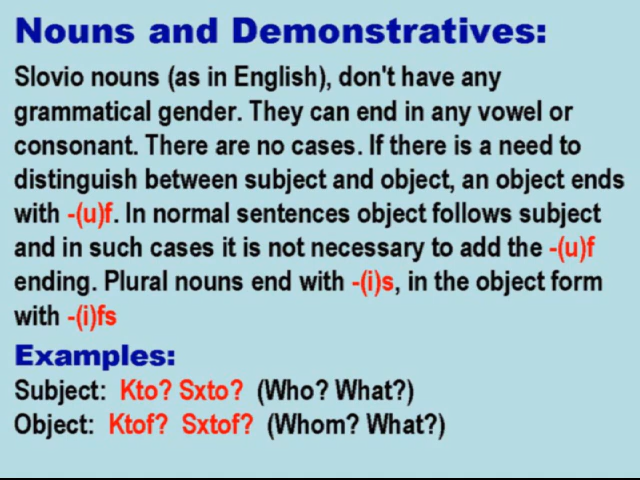 Nouns and Demonstratives:
Slovio nouns (as in English), don't have any
grammatical gender. They can end in any vowel or
consonant. There are no cases. If there is a need to
distinguish between subject and object, an object ends
with -(u)f. In normal sentences object follows subject
and in such cases it is not necessary to add the -(u)f
ending. Plural nouns end with -(i)s, in the object form
with -(i)fs
Examples:
Subject: Kto? Sxto? (Who? What?)
Object: Ktof? Sxtof? (Whom? What?)